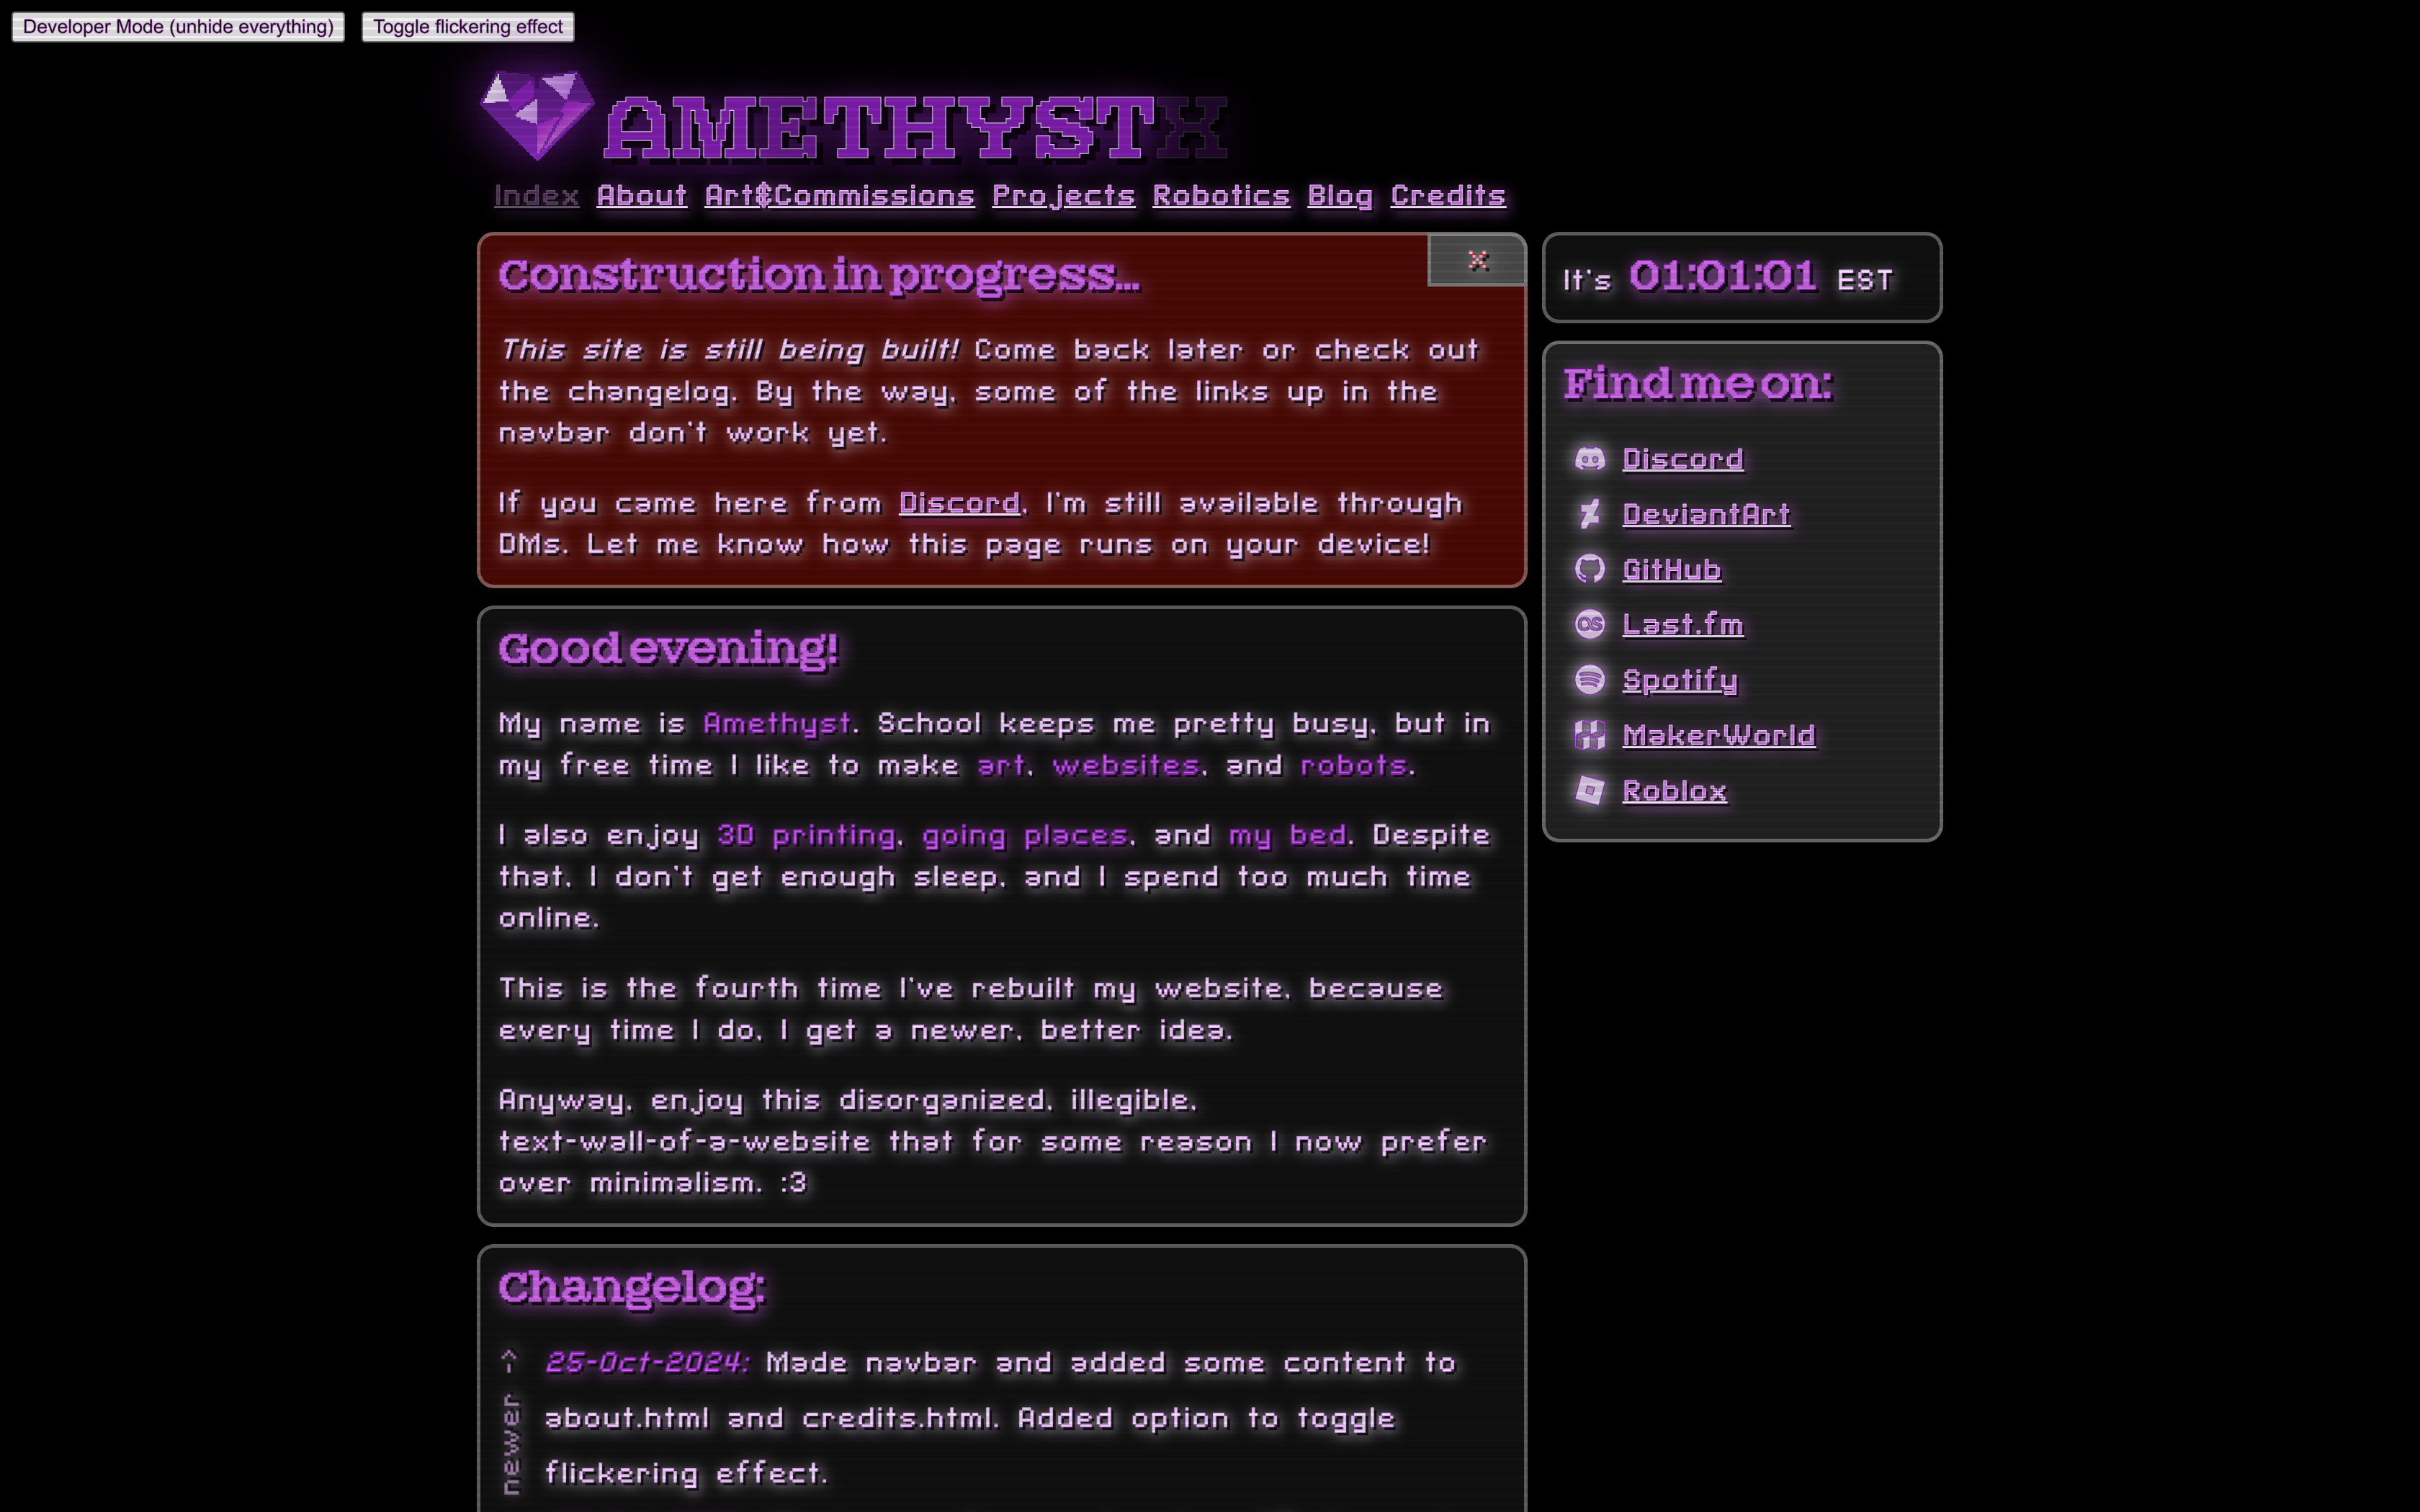 Developer Mode (unhide everything) Toggle flickering effect
AMETHYSTX
Index About Art&Commissions Projects Robotics Blog Credits
Construction in progress...
x
This site is still being built! Come back later or check out
the changelog. By the way, some of the links up in the
navbar don't work yet.
If you came here from Discord, I'm still available through
DMs. Let me know how this page runs on your device!
Good evening!
My name is Amethyst. School keeps me pretty busy, but in
my free time I like to make art, websites, and robots.
I also enjoy 3D printing, going places, and my bed. Despite
that, I don't get enough sleep, and I spend too much time
online.
This is the fourth time I've rebuilt my website, because
every time I do, I get a newer, better idea.
Anyway, enjoy this disorganized, illegible,
text-wall-of-a-website that for some reason I now prefer
over minimalism. :3
Changelog:
newer ->
25-Oct-2024: Made navbar and added some content to
about.html and credits.html. Added option to toggle
flickering effect.
It's 01:01:01 EST
Find me on:
Discord
DeviantArt
GitHub
Last.fm
Spotify
MakerWorld
Roblox